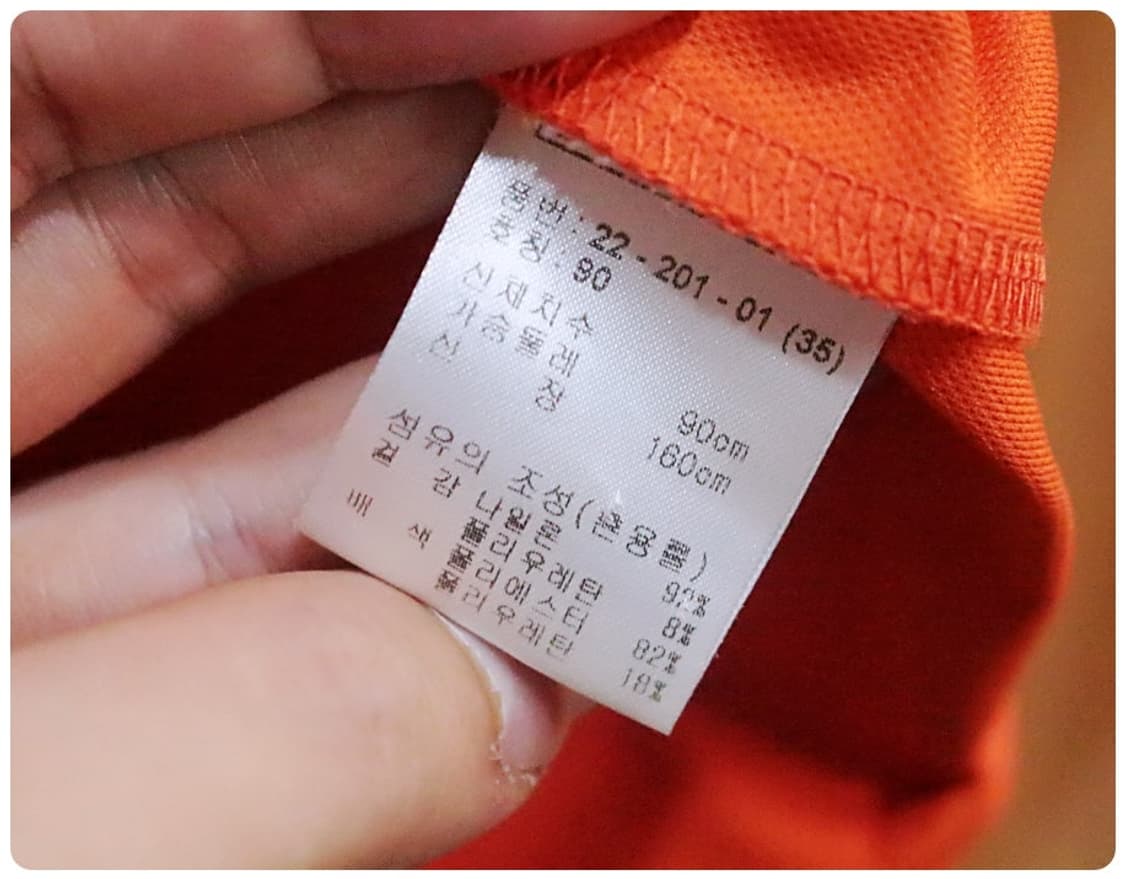 품번 : 22 - 201 - 01 (35)
호칭 : 90
신체치수
가슴둘레 90cm
신 장 160cm
섬유의 조성(혼용률)
겉 감 나일론 92%
폴리우레탄 8%
배 색 폴리에스터 82%
폴리우레탄 18%